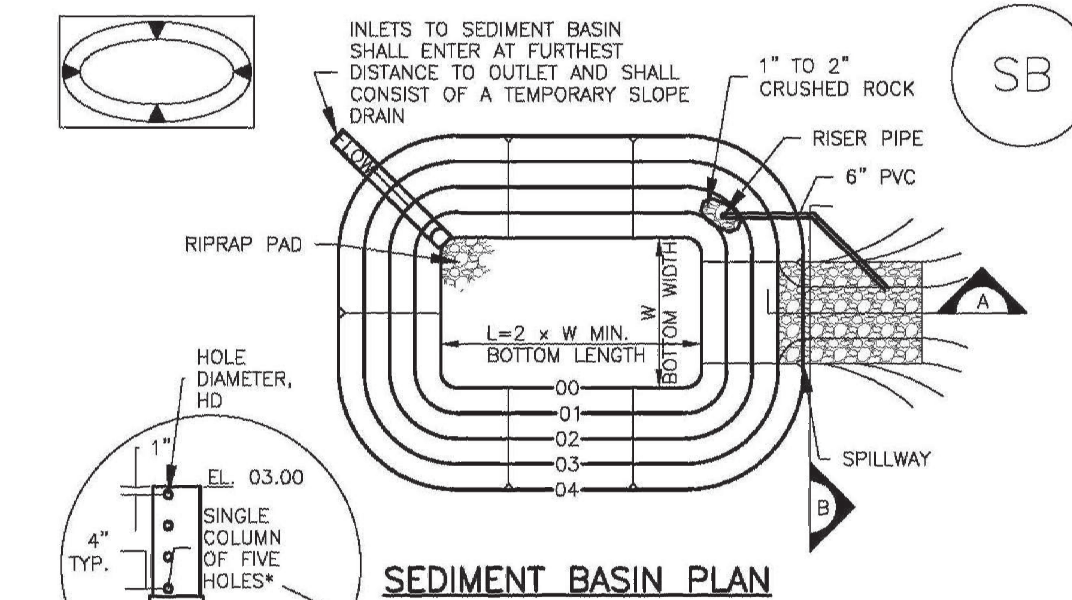 INLETS TO SEDIMENT BASIN
SHALL ENTER AT FURTHEST
DISTANCE TO OUTLET AND SHALL
CONSIST OF A TEMPORARY SLOPE
DRAIN
1" TO 2"
CRUSHED ROCK
SB
RISER PIPE
6" PVC
FLOW
RIPRAP PAD
W
BOTTOM WIDTH
A
L=2 x W MIN.
BOTTOM LENGTH
HOLE
DIAMETER,
HD
00
01
02
03
04
SPILLWAY
B
1"
EL. 03.00
4"
TYP.
SINGLE
COLUMN
OF FIVE
HOLES*
SEDIMENT BASIN PLAN